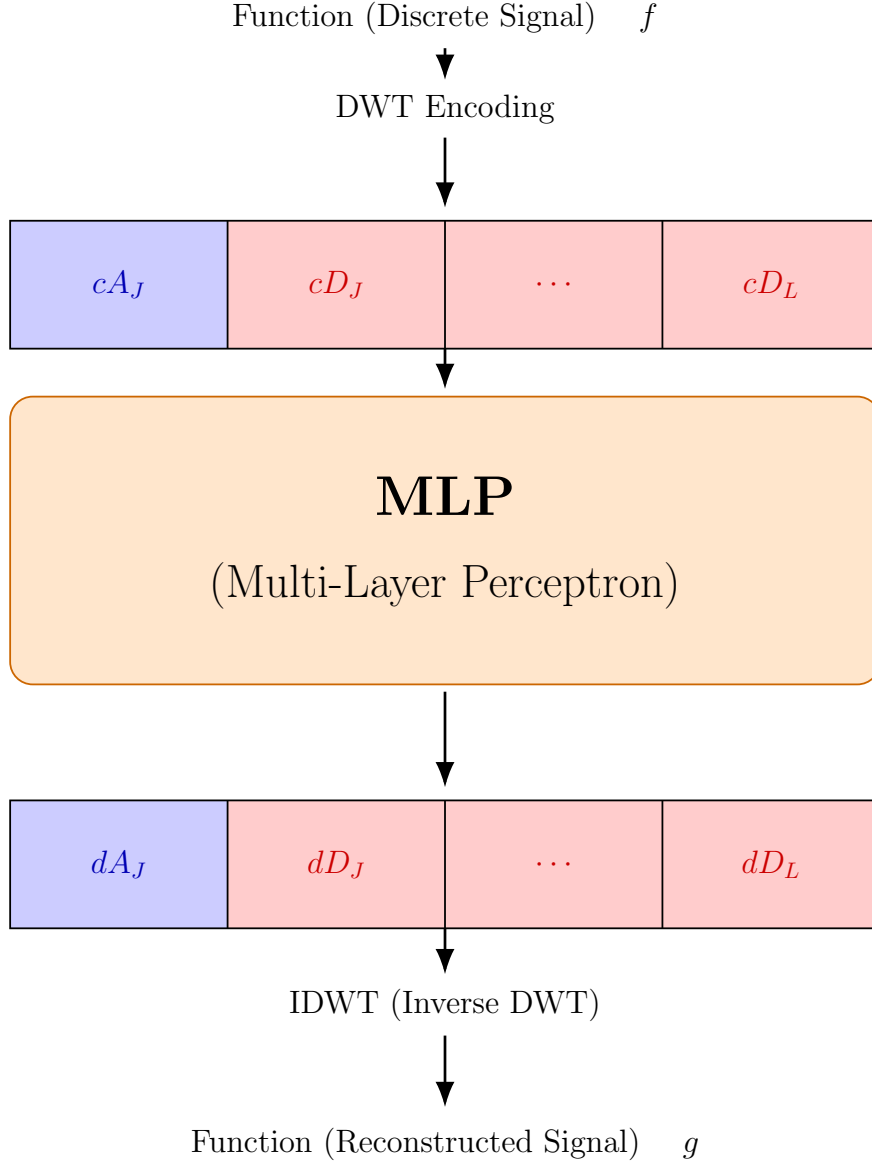 Function (Discrete Signal) f
DWT Encoding
cA_J cD_J ⋯ cD_L
MLP
(Multi-Layer Perceptron)
dA_J dD_J ⋯ dD_L
IDWT (Inverse DWT)
Function (Reconstructed Signal) g